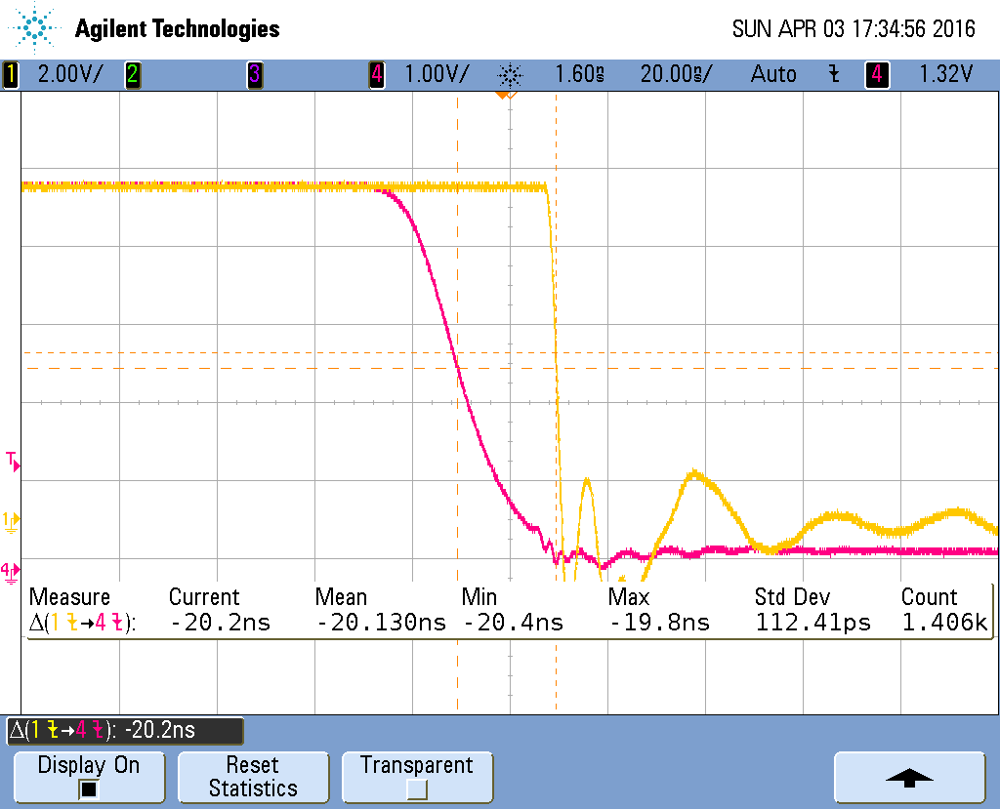 Agilent Technologies SUN APR 03 17:34:56 2016
1 2.00V/ 2 3 4 1.00V/ 1.60s 20.00s/ Auto 4 1.32V
T
1
4
Measure Current Mean Min Max Std Dev Count
Δ(1→4): -20.2ns -20.130ns -20.4ns -19.8ns 112.41ps 1.406k
Δ(1→4): -20.2ns
Display On Reset Statistics Transparent